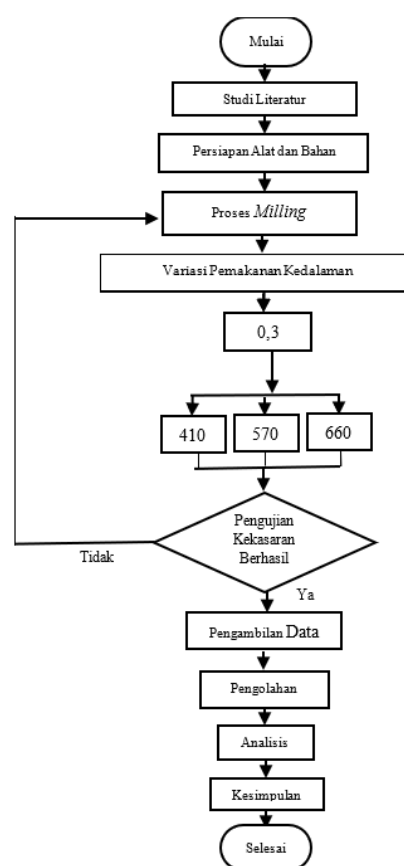 Mulai
Studi Literatur
Persiapan Alat dan Bahan
Proses Milling
Variasi Pemakanan Kedalaman
0,3
410 570 660
Pengujian
Kekasaran
Berhasil
Tidak
Ya
Pengambilan Data
Pengolahan
Analisis
Kesimpulan
Selesai